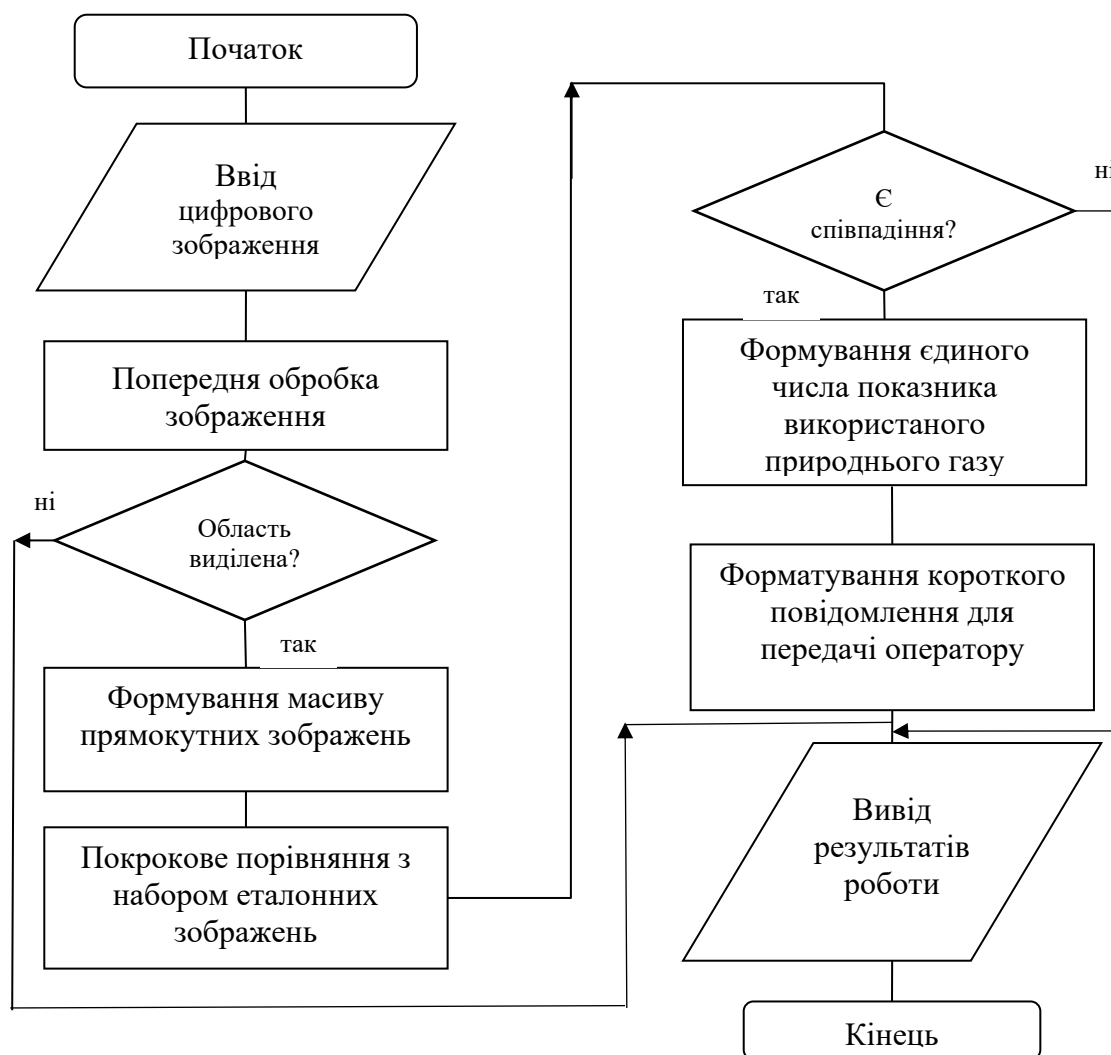 Початок
Ввід
цифрового
зображення
Попередня обробка
зображення
ні
Область
виділена?
так
Формування масиву
прямокутних зображень
Покрокове порівняння з
набором еталонних
зображень
ні
Є
співпадіння?
так
Формування єдиного
числа показника
використаного
природнього газу
Форматування короткого
повідомлення для
передачі оператору
Вивід
результатів
роботи
Кінець